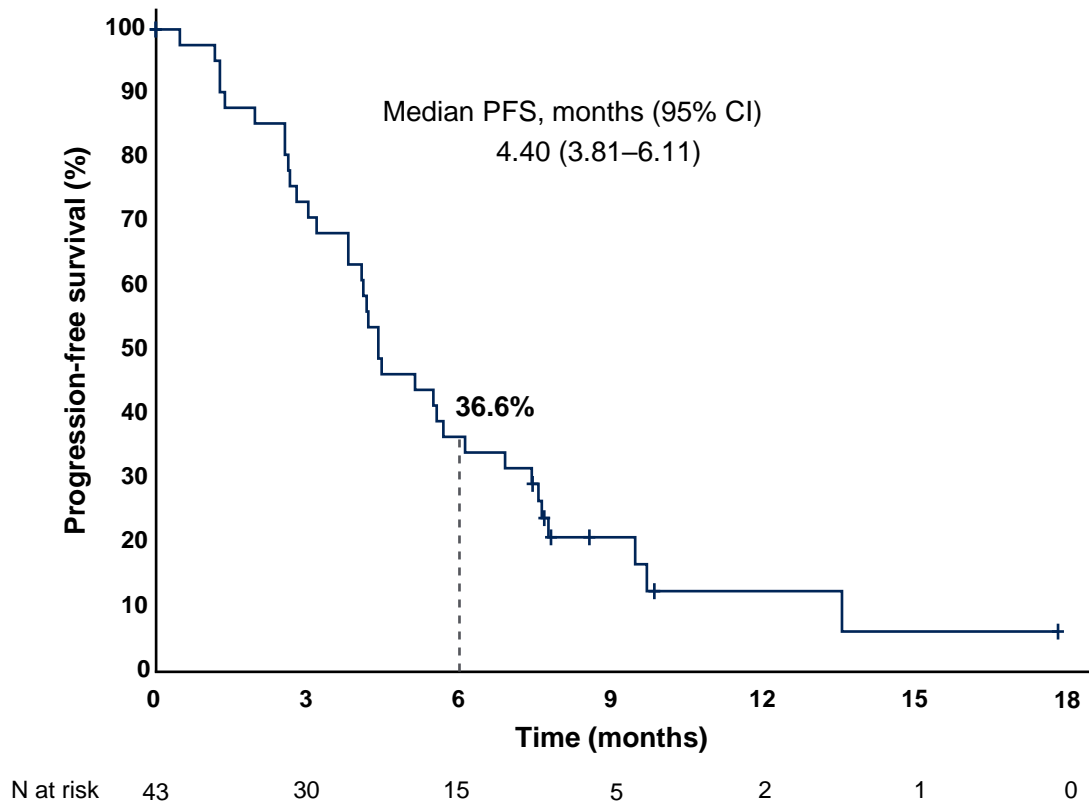 100
90
80
70
60
50
40
30
20
10
0
Progression-free survival (%)
Median PFS, months (95% CI)
4.40 (3.81–6.11)
36.6%
0 3 6 9 12 15 18
Time (months)
N at risk 43 30 15 5 2 1 0